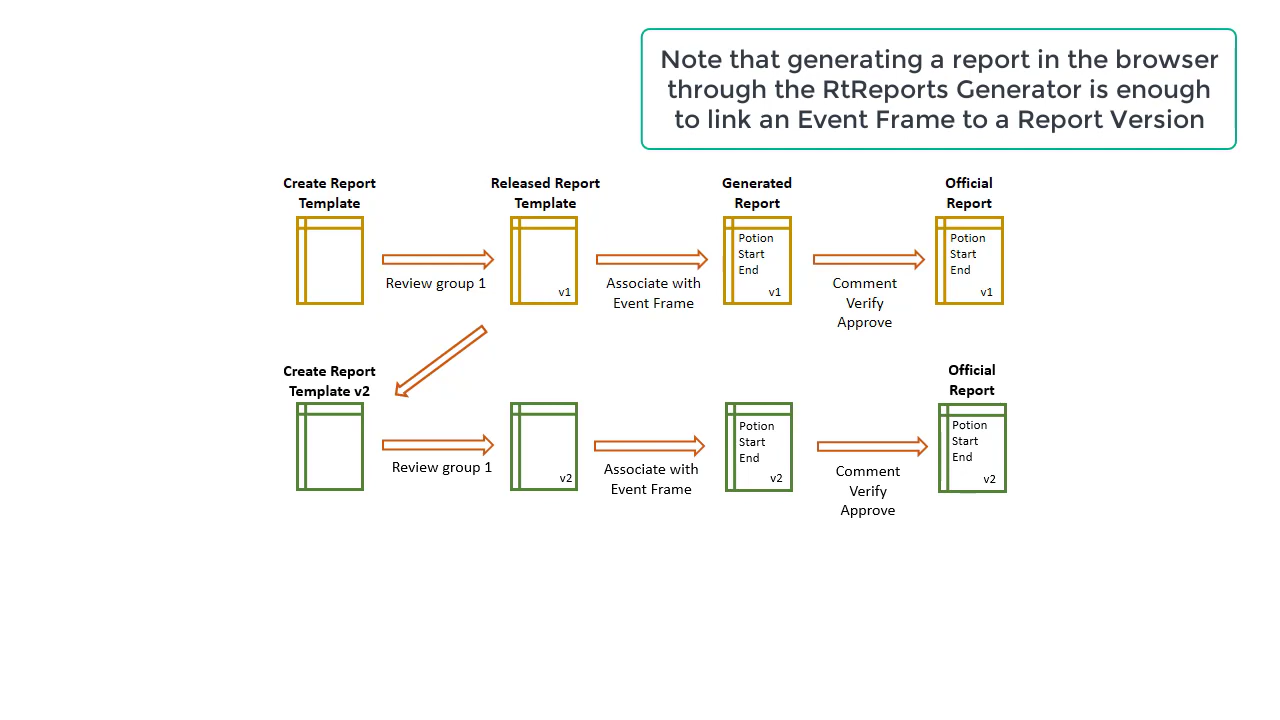 Note that generating a report in the browser
through the RtReports Generator is enough
to link an Event Frame to a Report Version
Create Report
Template
Released Report
Template
Generated
Report
Official
Report
Potion
Start
End
Potion
Start
End
v1
v1
v1
Review group 1
Associate with
Event Frame
Comment
Verify
Approve
Create Report
Template v2
Official
Report
Potion
Start
End
Potion
Start
End
v2
v2
v2
Review group 1
Associate with
Event Frame
Comment
Verify
Approve